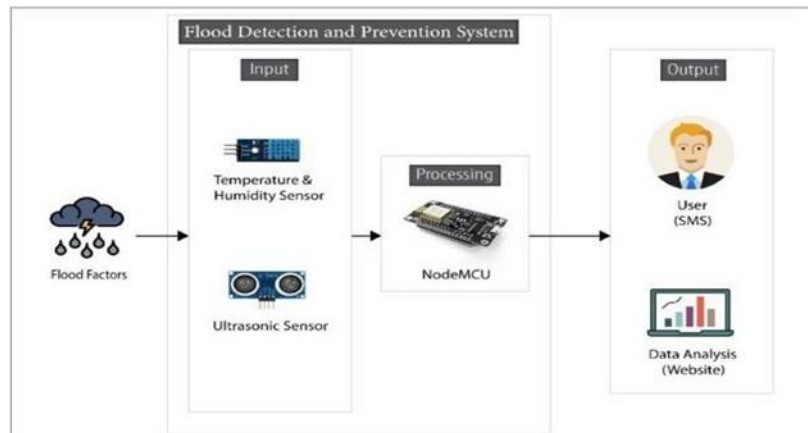 Flood Detection and Prevention System
Input
Output
Temperature &
Humidity Sensor
Processing
User
(SMS)
Flood Factors
NodeMCU
Ultrasonic Sensor
Data Analysis
(Website)